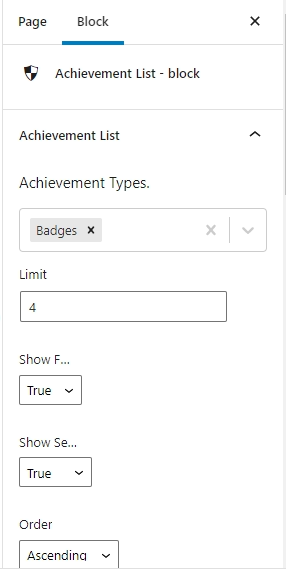 Page Block
Achievement List - block
Achievement List
Achievement Types.
Badges
Limit
4
Show F...
True
Show Se...
True
Order
Ascending